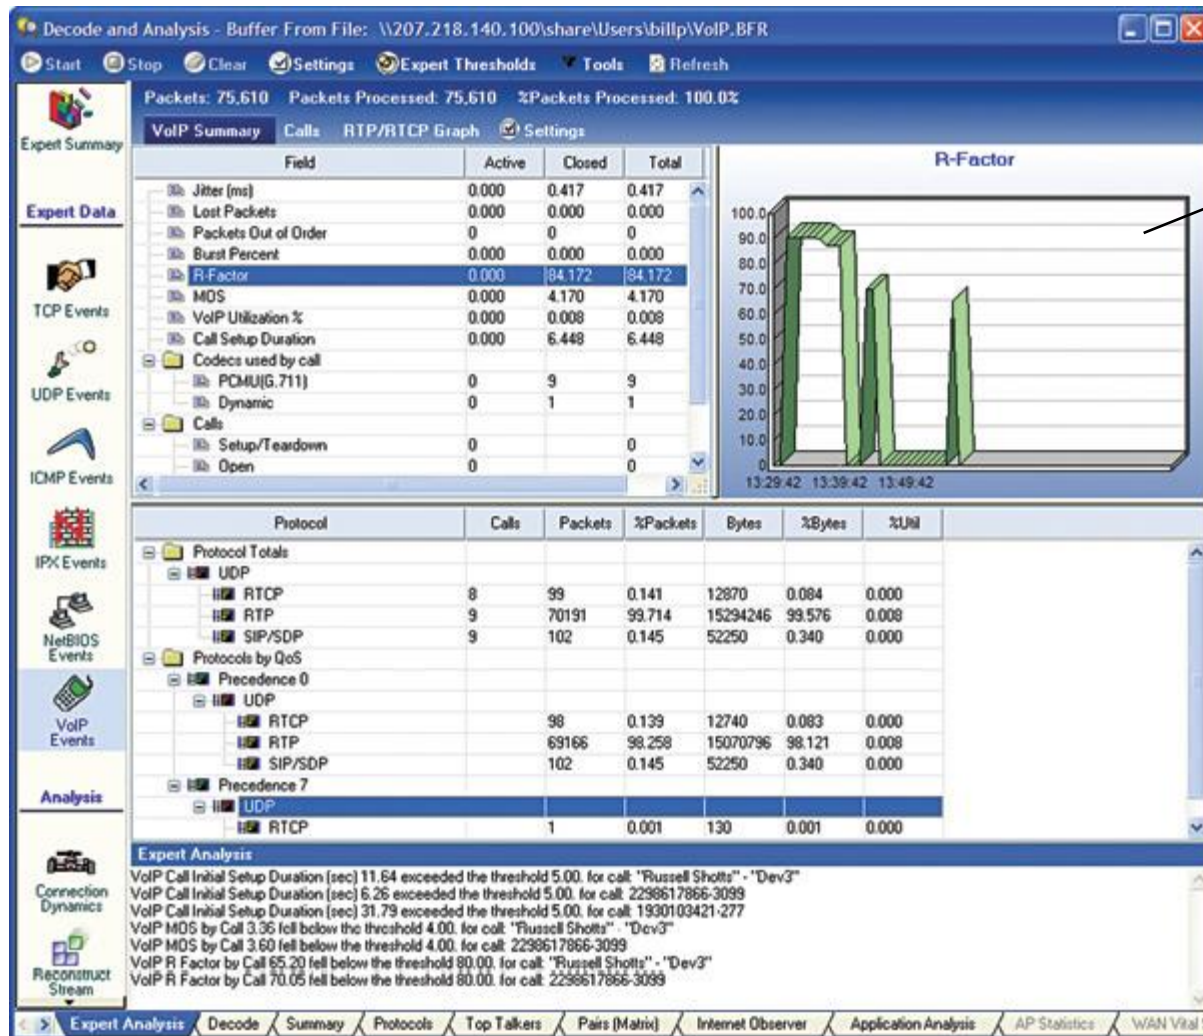 Decode and Analysis - Buffer From File: \\207.218.140.100\share\Users\billp\VoIP.BFR
Start Stop Clear Settings Expert Thresholds Tools Refresh
Expert Summary
Expert Data
TCP Events
UDP Events
ICMP Events
IPX Events
NetBIOS Events
VoIP Events
Analysis
Connection Dynamics
Reconstruct Stream
Packets: 75,610 Packets Processed: 75,610 %Packets Processed: 100.0%
VoIP Summary Calls RTP/RTCP Graph Settings
Field Active Closed Total
Jitter (ms) 0.000 0.417 0.417
Lost Packets 0.000 0.000 0.000
Packets Out of Order 0 0 0
Burst Percent 0.000 0.000 0.000
R-Factor 0.000 84.172 84.172
MOS 0.000 4.170 4.170
VoIP Utilization % 0.000 0.008 0.008
Call Setup Duration 0.000 6.448 6.448
Codecs used by call
PCMU(G.711) 0 9 9
Dynamic 0 1 1
Calls
Setup/Teardown 0 0
Open 0 0
R-Factor
100.0
90.0
80.0
70.0
60.0
50.0
40.0
30.0
20.0
10.0
0
13:29:42 13:39:42 13:49:42
Protocol Calls Packets %Packets Bytes %Bytes %Util
Protocol Totals
UDP
RTCP 8 99 0.141 12870 0.084 0.000
RTP 9 70191 99.714 15294246 99.576 0.008
SIP/SDP 9 102 0.145 52250 0.340 0.000
Protocols by QoS
Precedence 0
UDP
RTCP 98 0.139 12740 0.083 0.000
RTP 69166 98.258 15070796 98.121 0.008
SIP/SDP 102 0.145 52250 0.340 0.000
Precedence 7
UDP
RTCP 1 0.001 130 0.001 0.000
Expert Analysis
VoIP Call Initial Setup Duration (sec) 11.64 exceeded the threshold 5.00. for call: "Russell Shotts" - "Dev3"
VoIP Call Initial Setup Duration (sec) 6.26 exceeded the threshold 5.00. for call: 2298617866-3099
VoIP Call Initial Setup Duration (sec) 31.79 exceeded the threshold 5.00. for call: 1930103421-277
VoIP MOS by Call 3.36 fell below the threshold 4.00. for call: "Russell Shotts" - "Dev3"
VoIP MOS by Call 3.60 fell below the threshold 4.00. for call: 2298617866-3099
VoIP R Factor by Call 65.20 fell below the threshold 80.00. for call: "Russell Shotts" - "Dev3"
VoIP R Factor by Call 70.05 fell below the threshold 80.00. for call: 2298617866-3099
Expert Analysis Decode Summary Protocols Top Talkers Pairs (Matrix) Internet Observer Application Analysis AP Statistics WAN